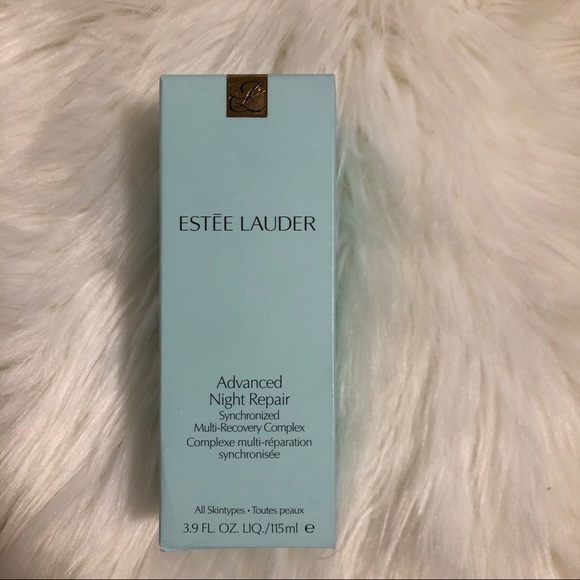 ESTĒE LAUDER
Advanced
Night Repair
Synchronized
Multi-Recovery Complex
Complexe multi-réparation
synchronisée
All Skintypes • Toutes peaux
3.9 FL. OZ. LIQ./115ml ℮